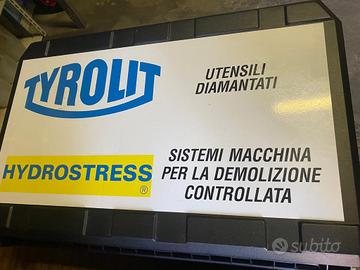 TYROLIT
UTENSILI
DIAMANTATI
HYDROSTRESS®
SISTEMI MACCHINA
PER LA DEMOLIZIONE
CONTROLLATA
subito